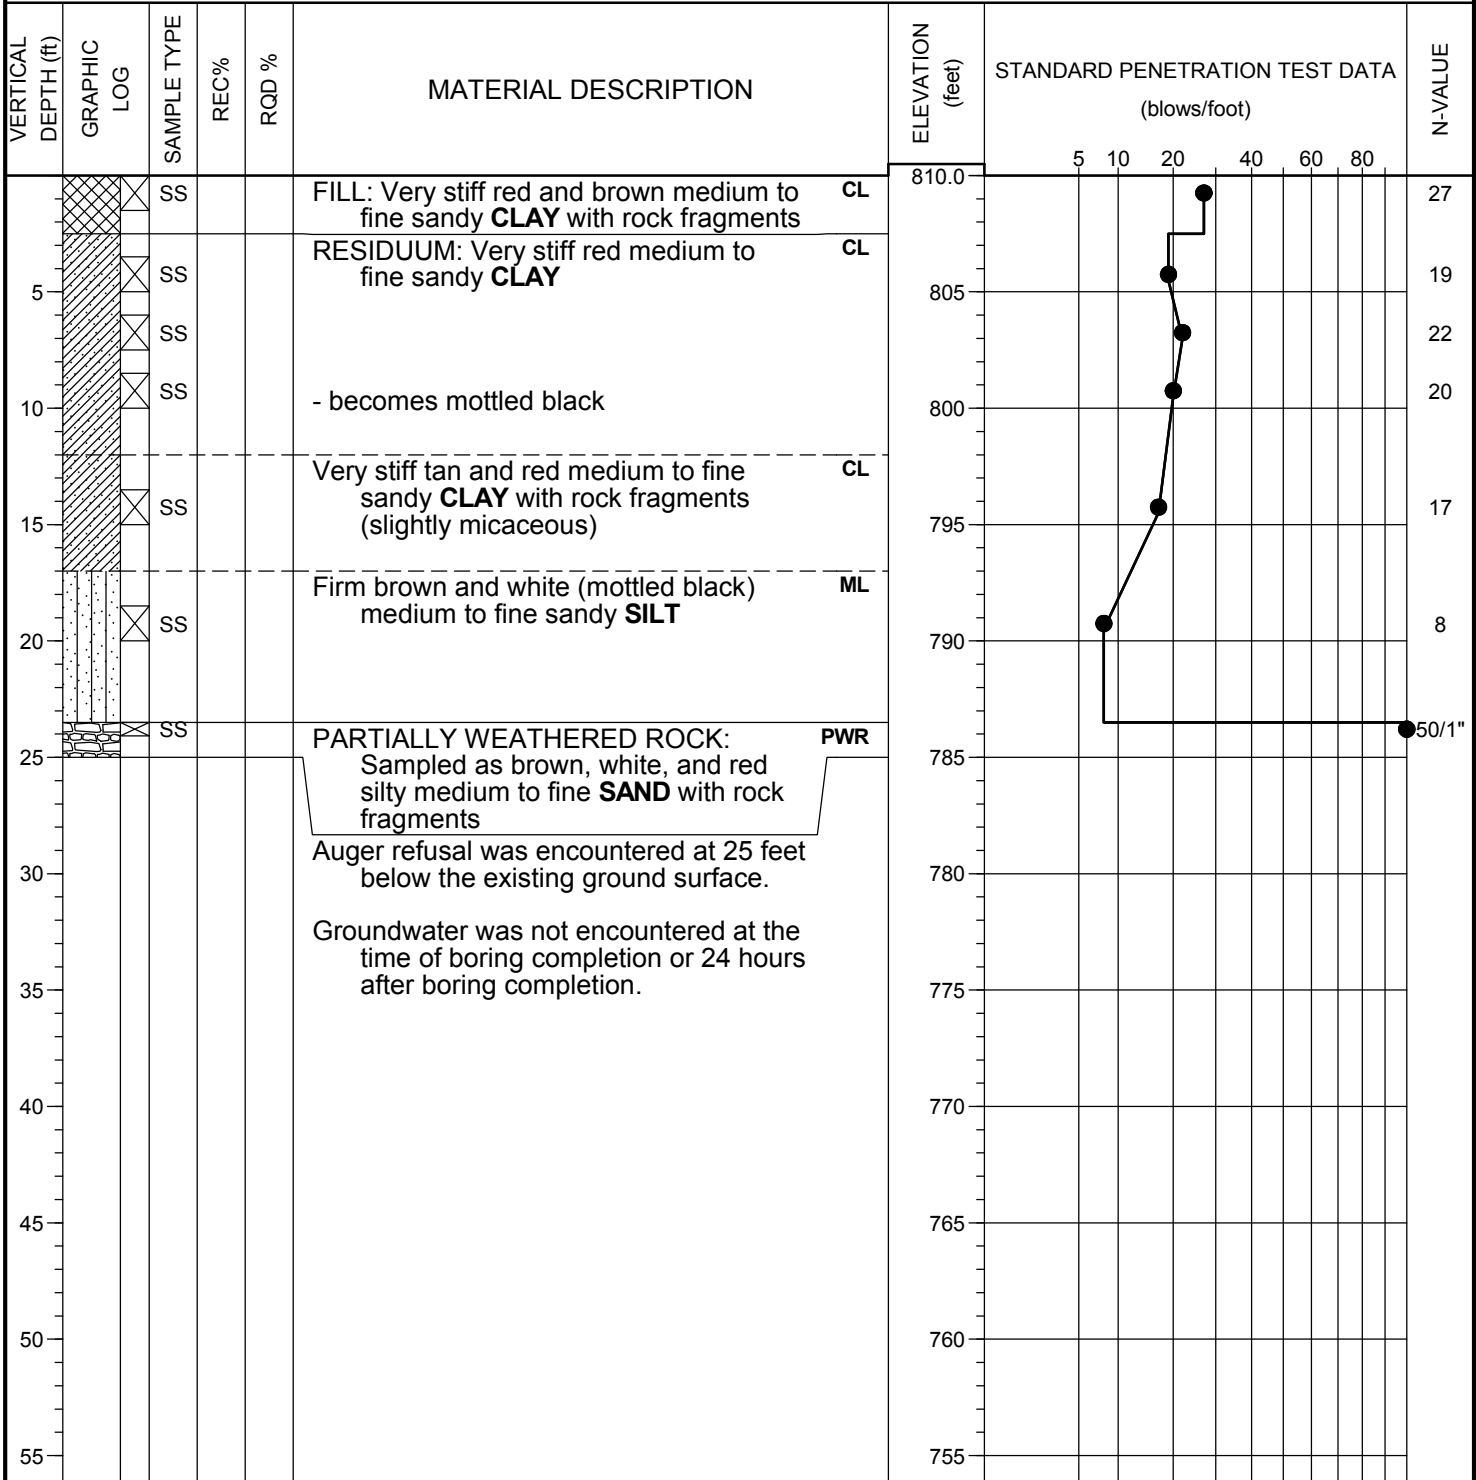 VERTICAL
DEPTH (ft)
GRAPHIC
LOG
SAMPLE TYPE
REC%
RQD %
MATERIAL DESCRIPTION
ELEVATION
(feet)
STANDARD PENETRATION TEST DATA
(blows/foot)
5 10 20 40 60 80
N-VALUE
810.0
SS
FILL: Very stiff red and brown medium to
fine sandy CLAY with rock fragments
CL
27
RESIDUUM: Very stiff red medium to
fine sandy CLAY
CL
SS
19
5
805
SS
22
SS
20
- becomes mottled black
10
800
Very stiff tan and red medium to fine
sandy CLAY with rock fragments
(slightly micaceous)
CL
SS
17
15
795
Firm brown and white (mottled black)
medium to fine sandy SILT
ML
SS
8
20
790
SS
50/1"
PARTIALLY WEATHERED ROCK:
Sampled as brown, white, and red
silty medium to fine SAND with rock
fragments
PWR
25
785
Auger refusal was encountered at 25 feet
below the existing ground surface.
30
780
Groundwater was not encountered at the
time of boring completion or 24 hours
after boring completion.
35
775
40
770
45
765
50
760
55
755